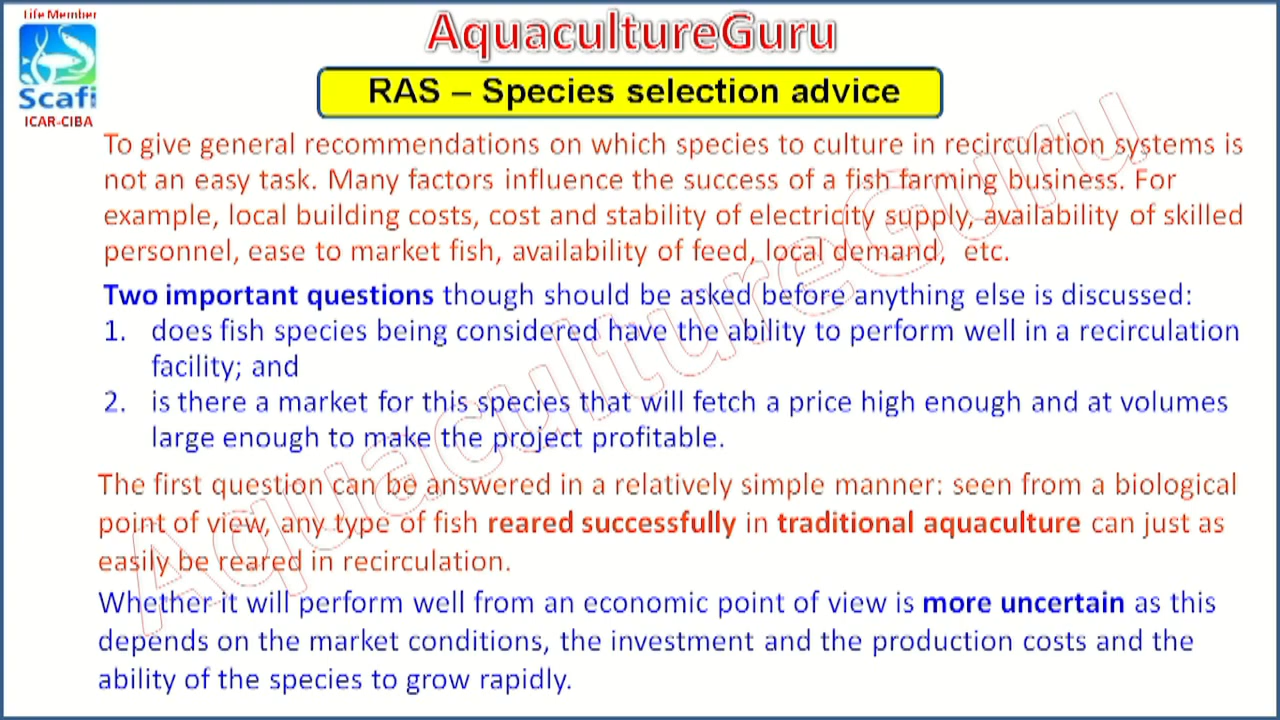 Life Member
Scafi
ICAR-CIBA
AquacultureGuru
RAS – Species selection advice
To give general recommendations on which species to culture in recirculation systems is
not an easy task. Many factors influence the success of a fish farming business. For
example, local building costs, cost and stability of electricity supply, availability of skilled
personnel, ease to market fish, availability of feed, local demand, etc.
Two important questions though should be asked before anything else is discussed:
1. does fish species being considered have the ability to perform well in a recirculation
facility; and
2. is there a market for this species that will fetch a price high enough and at volumes
large enough to make the project profitable.
The first question can be answered in a relatively simple manner: seen from a biological
point of view, any type of fish reared successfully in traditional aquaculture can just as
easily be reared in recirculation.
Whether it will perform well from an economic point of view is more uncertain as this
depends on the market conditions, the investment and the production costs and the
ability of the species to grow rapidly.
AquacultureGuru